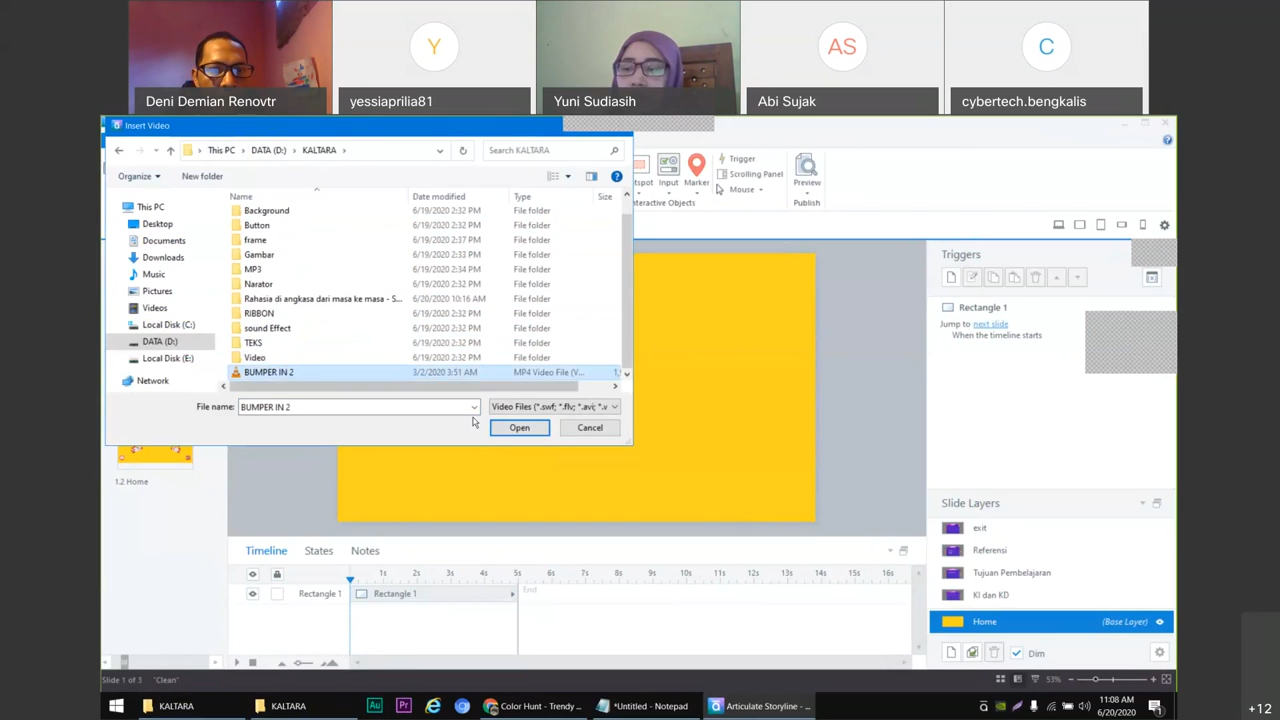 Y
AS
C
Deni Demian Renovtr
yessiaprilia81
Yuni Sudiasih
Abi Sujak
cybertech.bengkalis
Insert Video
This PC > DATA (D:) > KALTARA >
Search KALTARA
Organize
New folder
Name
Date modified
Type
Size
This PC
Desktop
Documents
Downloads
Music
Pictures
Videos
Local Disk (C:)
DATA (D:)
Local Disk (E:)
Network
Background 6/19/2020 2:32 PM File folder
Button 6/19/2020 2:32 PM File folder
frame 6/19/2020 2:37 PM File folder
Gambar 6/19/2020 2:32 PM File folder
MP3 6/19/2020 2:34 PM File folder
Narator 6/19/2020 2:32 PM File folder
Rahasia di angkasa dari masa ke masa - S... 6/20/2020 10:16 AM File folder
RIBBON 6/19/2020 2:32 PM File folder
sound Effect 6/19/2020 2:32 PM File folder
TEKS 6/19/2020 2:32 PM File folder
Video 6/19/2020 2:32 PM File folder
BUMPER IN 2 3/2/2020 3:51 AM MP4 Video File (V...
File name: BUMPER IN 2
Video Files (*.swf; *.flv; *.avi; *.v
Open
Cancel
Input
Marker
Trigger
Scrolling Panel
Mouse
Preview
Publish
Triggers
Rectangle 1
Jump to next slide
When the timeline starts
1.2 Home
Slide Layers
exit
Referensi
Tujuan Pembelajaran
KI dan KD
Home (Base Layer)
Dim
Timeline States Notes
1s 2s 3s 4s 5s 6s 7s 8s 9s 10s 11s 12s 13s 14s 15s 16s
Rectangle 1
Rectangle 1
End
Slide 1 of 3 "Clean"
53%
KALTARA
KALTARA
Au
Pr
Color Hunt - Trendy ...
*Untitled - Notepad
Articulate Storyline - ...
11:08 AM
6/20/2020
+12